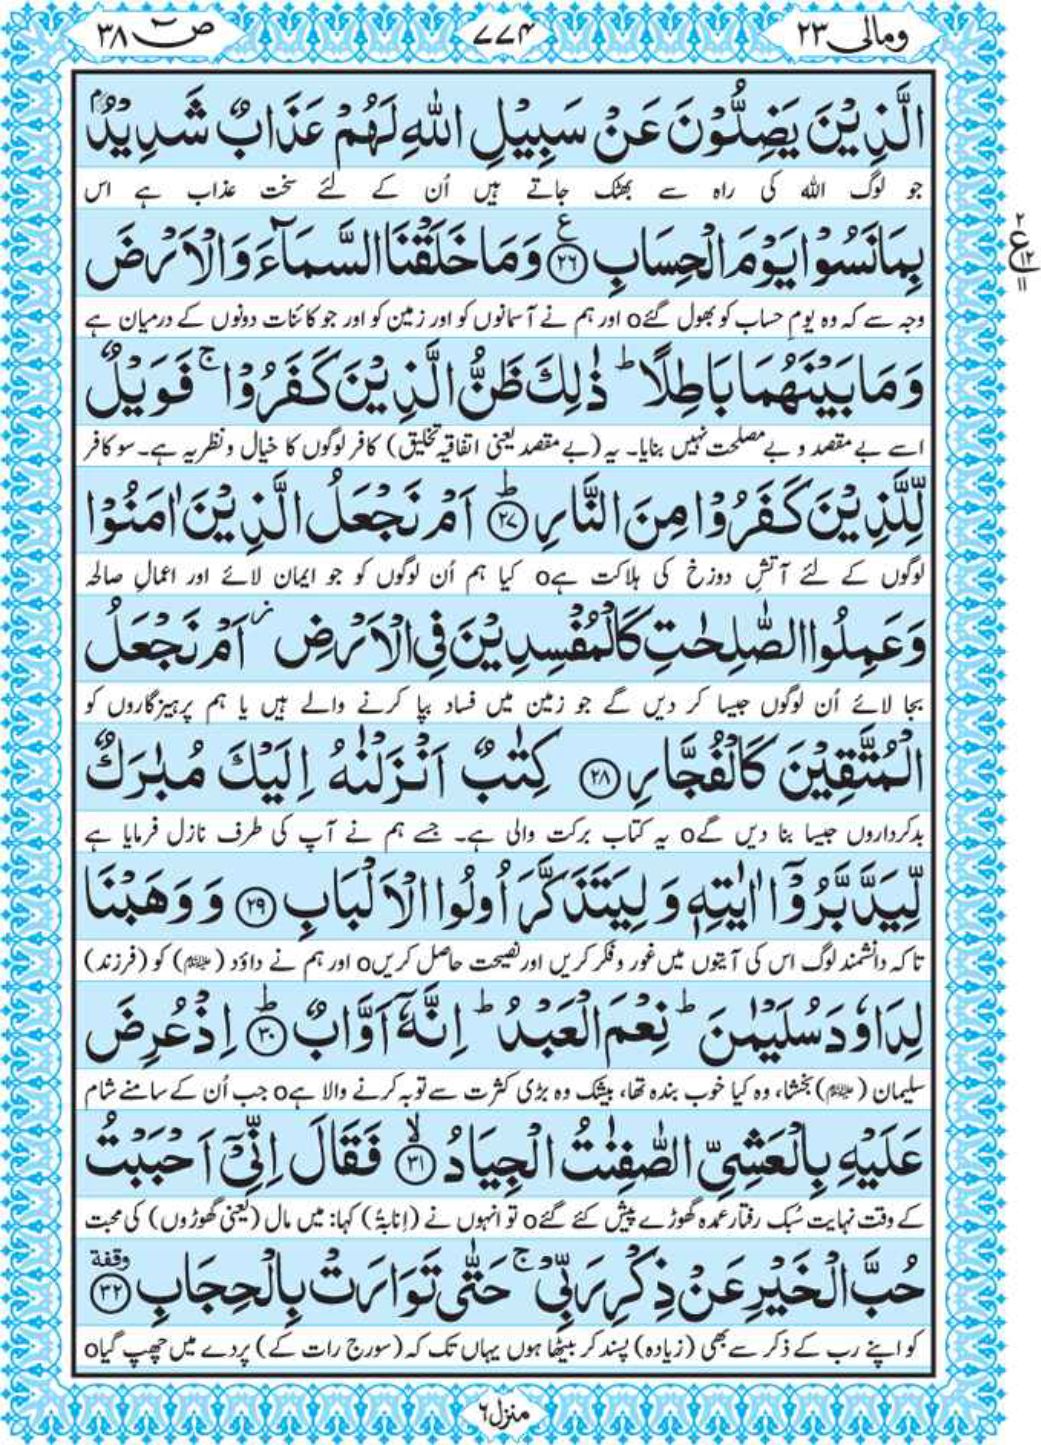 ومالی ۲۳
۷۷۴
صٓ ۳۸
الَّذِیْنَ یَضِلُّوْنَ عَنْ سَبِیْلِ اللّٰهِ لَهُمْ عَذَابٌ شَدِیْدٌۢ
جو لوگ اللہ کی راہ سے بھٹک جاتے ہیں اُن کے لئے سخت عذاب ہے اس
بِمَا نَسُوْا یَوْمَ الْحِسَابِ ﴿۲۶﴾ع وَمَا خَلَقْنَا السَّمَآءَ وَالْاَرْضَ
ع ۲ ۱۲ ۱۱
وجہ سے کہ وہ یومِ حساب کو بھول گئےo اور ہم نے آسمانوں کو اور زمین کو اور جو کائنات دونوں کے درمیان ہے
وَمَا بَیْنَهُمَا بَاطِلًا ؕ ذٰلِكَ ظَنُّ الَّذِیْنَ كَفَرُوْا ۚ فَوَیْلٌ
اسے بے مقصد و بے مصلحت نہیں بنایا۔ یہ (بے مقصد یعنی اتفاقیہ تخلیق) کافر لوگوں کا خیال و نظریہ ہے۔ سو کافر
لِّلَّذِیْنَ كَفَرُوْا مِنَ النَّارِ ﴿۲۷﴾ؕ اَمْ نَجْعَلُ الَّذِیْنَ اٰمَنُوْا
لوگوں کے لئے آتشِ دوزخ کی ہلاکت ہےo کیا ہم اُن لوگوں کو جو ایمان لائے اور اعمالِ صالحہ
وَعَمِلُوا الصّٰلِحٰتِ كَالْمُفْسِدِیْنَ فِی الْاَرْضِ ؗ اَمْ نَجْعَلُ
بجا لائے اُن لوگوں جیسا کر دیں گے جو زمین میں فساد بپا کرنے والے ہیں یا ہم پرہیزگاروں کو
الْمُتَّقِیْنَ كَالْفُجَّارِ ﴿۲۸﴾ كِتٰبٌ اَنْزَلْنٰهُ اِلَیْكَ مُبٰرَكٌ
بدکرداروں جیسا بنا دیں گےo یہ کتاب برکت والی ہے۔ جسے ہم نے آپ کی طرف نازل فرمایا ہے
لِّیَدَّبَّرُوْۤا اٰیٰتِهٖ وَ لِیَتَذَكَّرَ اُولُوا الْاَلْبَابِ ﴿۲۹﴾ وَ وَهَبْنَا
تاکہ دانشمند لوگ اس کی آیتوں میں غور و فکر کریں اور نصیحت حاصل کریںo اور ہم نے داؤد (علیہ السلام) کو (فرزند)
لِدَاوٗدَ سُلَیْمٰنَ ؕ نِعْمَ الْعَبْدُ ؕ اِنَّهٗۤ اَوَّابٌ ﴿۳۰﴾ؕ اِذْ عُرِضَ
سلیمان (علیہ السلام) بخشا، وہ کیا خوب بندہ تھا، بیشک وہ بڑی کثرت سے توبہ کرنے والا ہےo جب اُن کے سامنے شام
عَلَیْهِ بِالْعَشِیِّ الصّٰفِنٰتُ الْجِیَادُ ﴿۳۱﴾ۙ فَقَالَ اِنِّیْۤ اَحْبَبْتُ
کے وقت نہایت سُبک رفتار عمدہ گھوڑے پیش کئے گئےo تو انہوں نے (اِنابۃً) کہا: میں مال (یعنی گھوڑوں) کی محبت
حُبَّ الْخَیْرِ عَنْ ذِكْرِ رَبِّیْ ۚ حَتّٰی تَوَارَتْ بِالْحِجَابِ ﴿۳۲﴾ وقفة
کو اپنے رب کے ذکر سے بھی (زیادہ) پسند کر بیٹھا ہوں یہاں تک کہ (سورج رات کے) پردے میں چھپ گیاo
منزل ۶